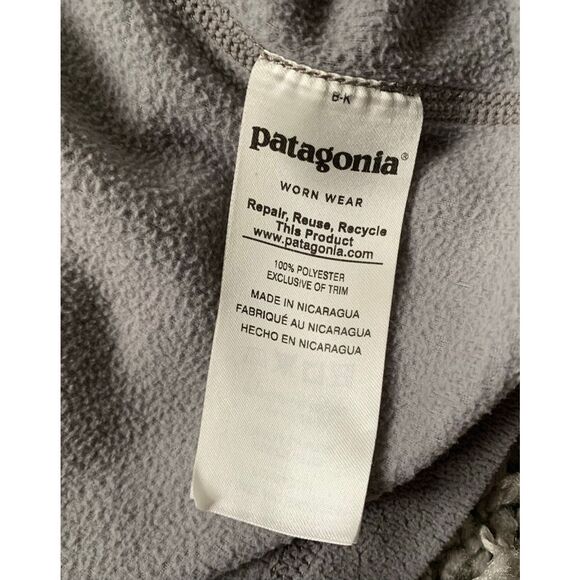 B-K
patagonia®
WORN WEAR
Repair, Reuse, Recycle
This Product
www.patagonia.com
100% POLYESTER
EXCLUSIVE OF TRIM
MADE IN NICARAGUA
FABRIQUÉ AU NICARAGUA
HECHO EN NICARAGUA